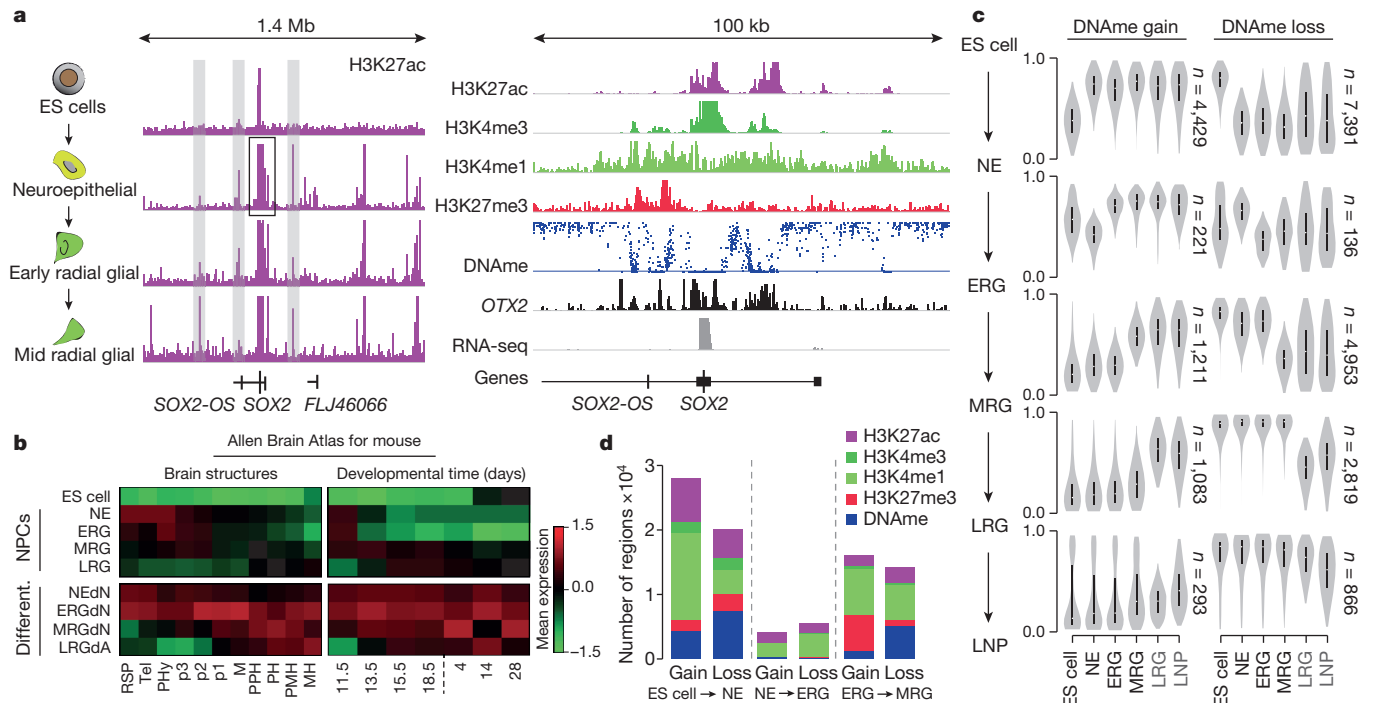 a
1.4 Mb
H3K27ac
ES cells
Neuroepithelial
Early radial glial
Mid radial glial
SOX2-OS SOX2 FLJ46066
100 kb
H3K27ac
H3K4me3
H3K4me1
H3K27me3
DNAme
OTX2
RNA-seq
Genes
SOX2-OS SOX2
b
Allen Brain Atlas for mouse
Brain structures Developmental time (days)
NPCs
ES cell
NE
ERG
MRG
LRG
Different.
NEdN
ERGdN
MRGdN
LRGdA
RSP Tel PHy p3 p2 p1 M PPH PH PMH MH
11.5 13.5 15.5 18.5 4 14 28
Mean expression
1.5
0.0
−1.5
c
DNAme gain DNAme loss
ES cell
NE
ERG
MRG
LRG
LNP
1.0
0.0
n = 4,429
n = 7,391
1.0
0.0
n = 221
n = 136
1.0
0.0
n = 1,211
n = 4,953
1.0
0.0
n = 1,083
n = 2,819
1.0
0.0
n = 293
n = 866
ES cell NE ERG MRG LRG LNP
ES cell NE ERG MRG LRG LNP
d
H3K27ac
H3K4me3
H3K4me1
H3K27me3
DNAme
Number of regions ×10⁴
3
2
1
0
Gain Loss Gain Loss Gain Loss
ES cell → NE NE → ERG ERG → MRG